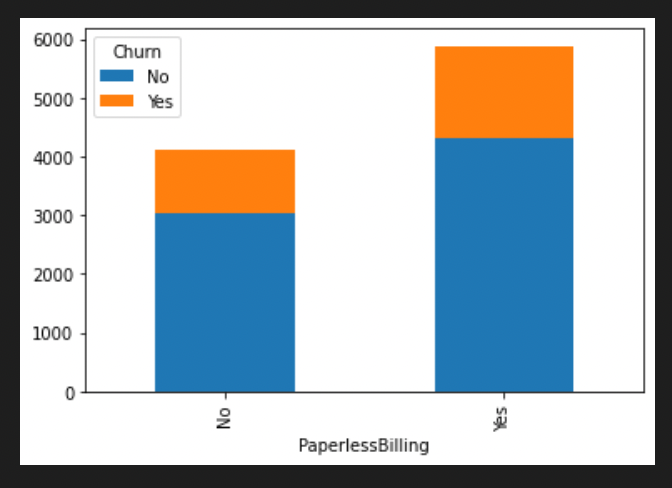 6000
5000
4000
3000
2000
1000
0
Churn
No
Yes
No
Yes
PaperlessBilling